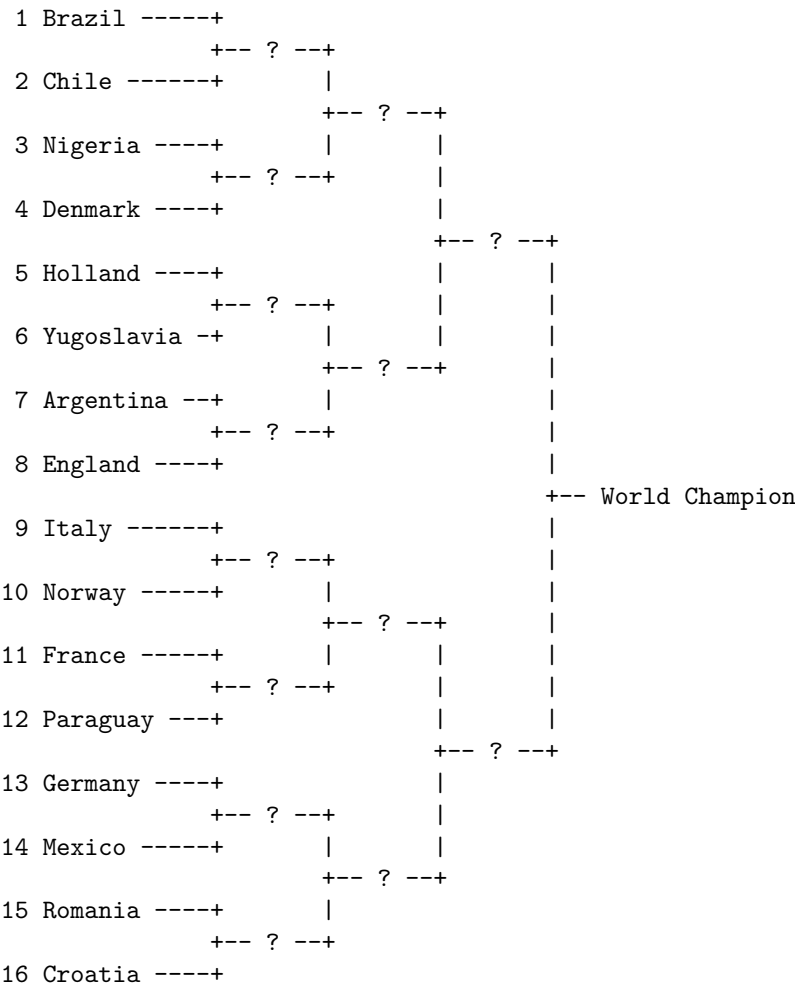 1 Brazil -----+
+-- ? --+
2 Chile ------+ |
+-- ? --+
3 Nigeria ----+ | |
+-- ? --+ |
4 Denmark ----+ |
+-- ? --+
5 Holland ----+ | |
+-- ? --+ | |
6 Yugoslavia -+ | | |
+-- ? --+ |
7 Argentina --+ | |
+-- ? --+ |
8 England ----+ |
+-- World Champion
9 Italy ------+ |
+-- ? --+ |
10 Norway -----+ | |
+-- ? --+ |
11 France -----+ | | |
+-- ? --+ | |
12 Paraguay ---+ | |
+-- ? --+
13 Germany ----+ |
+-- ? --+ |
14 Mexico -----+ | |
+-- ? --+
15 Romania ----+ |
+-- ? --+
16 Croatia ----+